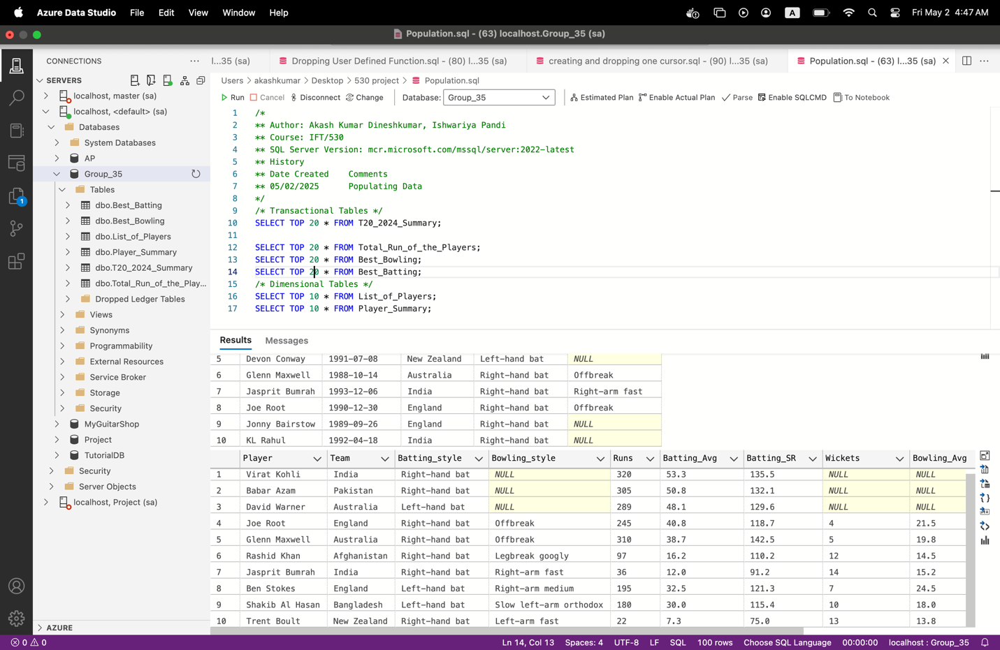 Azure Data Studio File Edit View Window Help A Fri May 2 4:47 AM
Population.sql - (63) localhost.Group_35 (sa)
CONNECTIONS
SERVERS
localhost, master (sa)
localhost, <default> (sa)
Databases
System Databases
AP
Group_35
Tables
dbo.Best_Batting
dbo.Best_Bowling
dbo.List_of_Players
dbo.Player_Summary
dbo.T20_2024_Summary
dbo.Total_Run_of_the_Play...
Dropped Ledger Tables
Views
Synonyms
Programmability
External Resources
Service Broker
Storage
Security
MyGuitarShop
Project
TutorialDB
Security
Server Objects
localhost, Project (sa)
AZURE
1
l...35 (sa) Dropping User Defined Function.sql - (80) l...35 (sa) creating and dropping one cursor.sql - (90) l...35 (sa) Population.sql - (63) l...35 (sa)
Users > akashkumar > Desktop > 530 project > Population.sql
Run Cancel Disconnect Change Database: Group_35 Estimated Plan Enable Actual Plan Parse Enable SQLCMD To Notebook
1 /*
2 ** Author: Akash Kumar Dineshkumar, Ishwariya Pandi
3 ** Course: IFT/530
4 ** SQL Server Version: mcr.microsoft.com/mssql/server:2022-latest
5 ** History
6 ** Date Created    Comments
7 ** 05/02/2025      Populating Data
8 */
9 /* Transactional Tables */
10 SELECT TOP 20 * FROM T20_2024_Summary;
11
12 SELECT TOP 20 * FROM Total_Run_of_the_Players;
13 SELECT TOP 20 * FROM Best_Bowling;
14 SELECT TOP 20 * FROM Best_Batting;
15 /* Dimensional Tables */
16 SELECT TOP 10 * FROM List_of_Players;
17 SELECT TOP 10 * FROM Player_Summary;
Results Messages
5 Devon Conway 1991-07-08 New Zealand Left-hand bat NULL
6 Glenn Maxwell 1988-10-14 Australia Right-hand bat Offbreak
7 Jasprit Bumrah 1993-12-06 India Right-hand bat Right-arm fast
8 Joe Root 1990-12-30 England Right-hand bat Offbreak
9 Jonny Bairstow 1989-09-26 England Right-hand bat NULL
10 KL Rahul 1992-04-18 India Right-hand bat NULL
Player Team Batting_style Bowling_style Runs Batting_Avg Batting_SR Wickets Bowling_Avg
1 Virat Kohli India Right-hand bat NULL 320 53.3 135.5 NULL NULL
2 Babar Azam Pakistan Right-hand bat NULL 305 50.8 132.1 NULL NULL
3 David Warner Australia Left-hand bat NULL 289 48.1 129.6 NULL NULL
4 Joe Root England Right-hand bat Offbreak 245 40.8 118.7 4 21.5
5 Glenn Maxwell Australia Right-hand bat Offbreak 310 38.7 142.5 5 19.8
6 Rashid Khan Afghanistan Right-hand bat Legbreak googly 97 16.2 110.2 12 14.5
7 Jasprit Bumrah India Right-hand bat Right-arm fast 36 12.0 91.2 14 15.2
8 Ben Stokes England Left-hand bat Right-arm medium 195 32.5 121.3 7 24.5
9 Shakib Al Hasan Bangladesh Left-hand bat Slow left-arm orthodox 180 30.0 115.4 10 18.0
10 Trent Boult New Zealand Right-hand bat Left-arm fast 22 7.3 75.0 13 13.8
0 0 Ln 14, Col 13 Spaces: 4 UTF-8 LF SQL 100 rows Choose SQL Language 00:00:00 localhost : Group_35